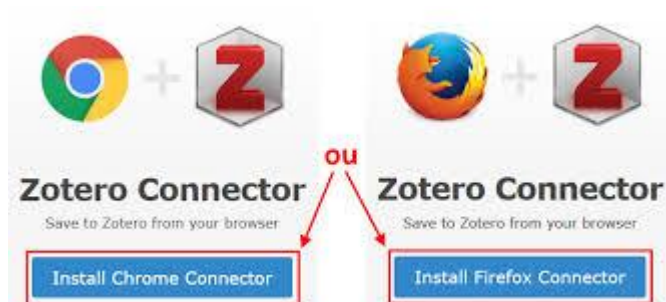 Z
Z
ou
Zotero Connector
Save to Zotero from your browser
Install Chrome Connector
Zotero Connector
Save to Zotero from your browser
Install Firefox Connector